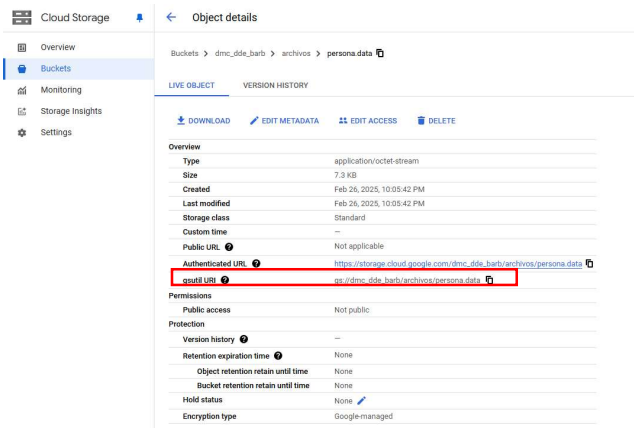 Cloud Storage
Object details
Overview
Buckets
Monitoring
Storage Insights
Settings
Buckets > dmc_dde_barb > archivos > persona.data
LIVE OBJECT VERSION HISTORY
DOWNLOAD EDIT METADATA EDIT ACCESS DELETE
Overview
Type application/octet-stream
Size 7.3 KB
Created Feb 26, 2025, 10:05:42 PM
Last modified Feb 26, 2025, 10:05:42 PM
Storage class Standard
Custom time —
Public URL Not applicable
Authenticated URL https://storage.cloud.google.com/dmc_dde_barb/archivos/persona.data
gsutil URI gs://dmc_dde_barb/archivos/persona.data
Permissions
Public access Not public
Protection
Version history —
Retention expiration time None
Object retention retain until time None
Bucket retention retain until time None
Hold status None
Encryption type Google-managed